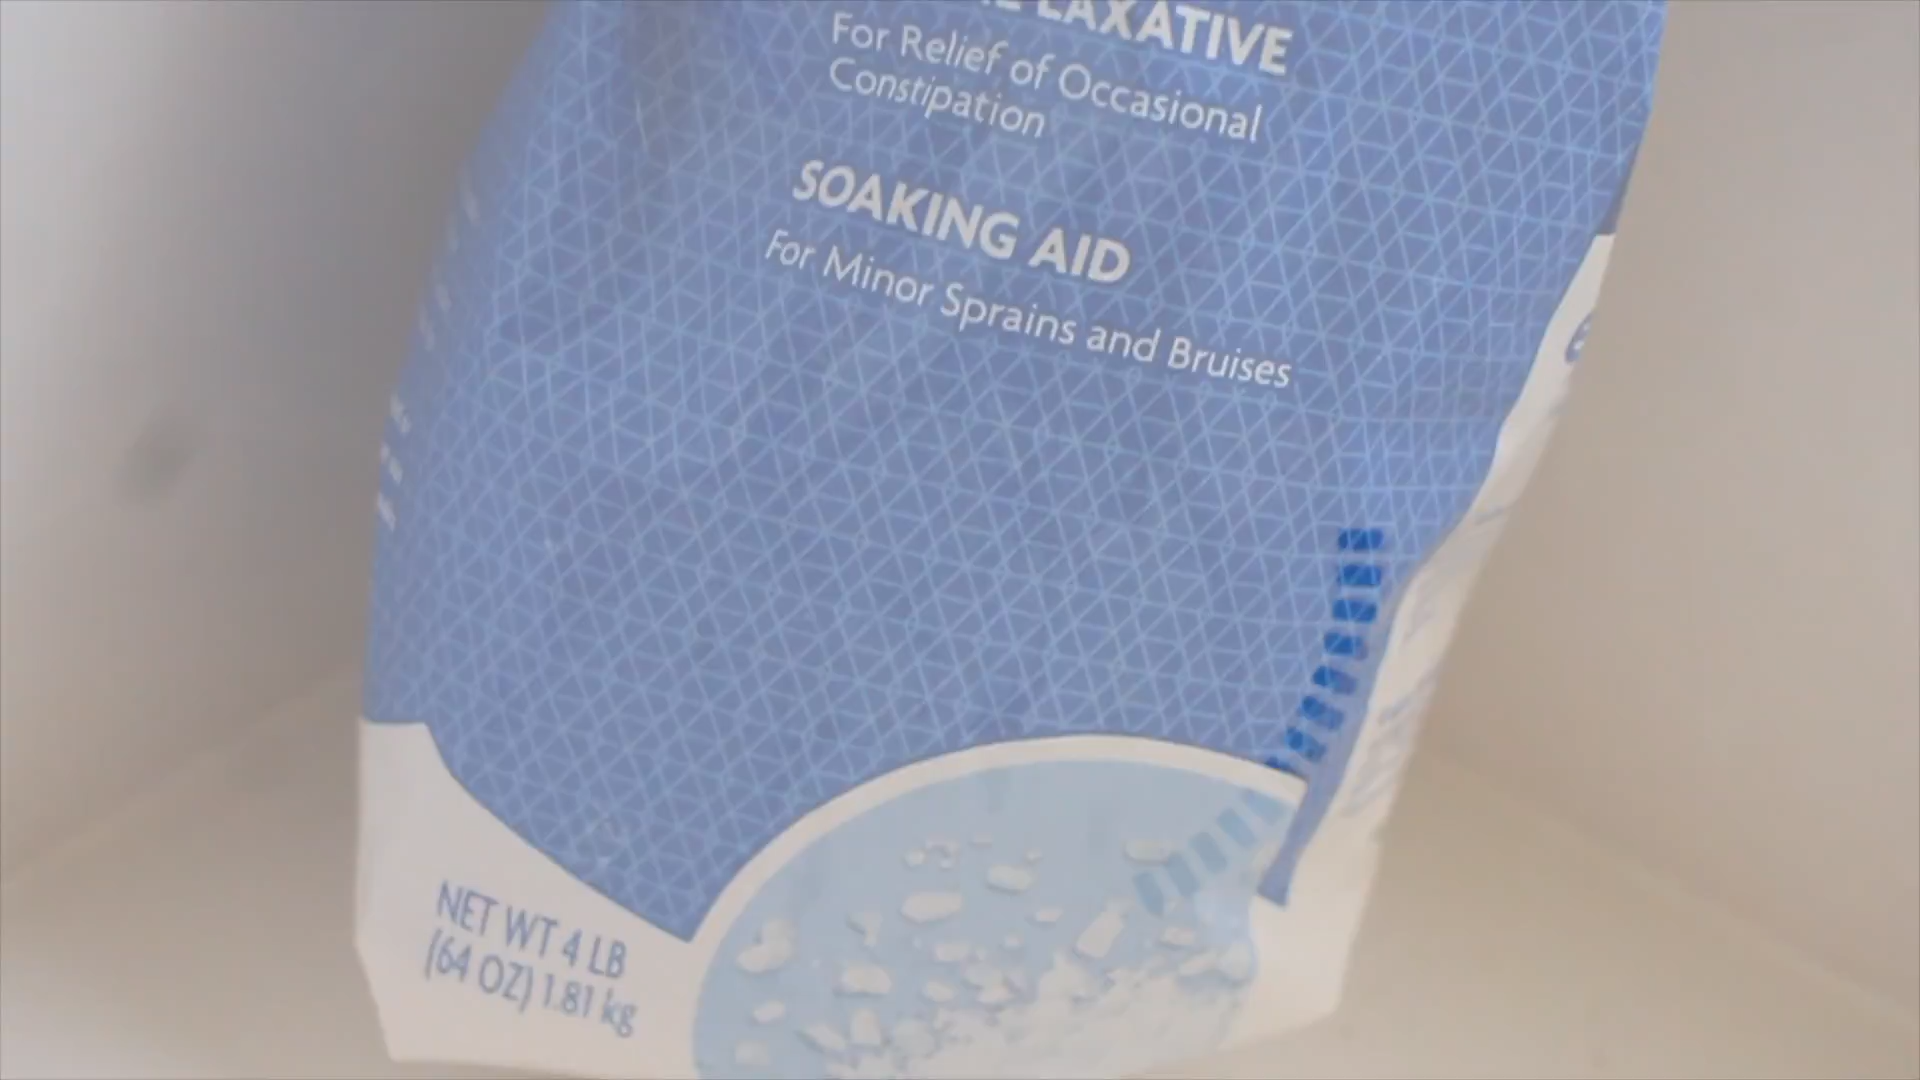 LAXATIVE
For Relief of Occasional
Constipation
SOAKING AID
For Minor Sprains and Bruises
NET WT 4 LB
(64 OZ) 1.81 kg